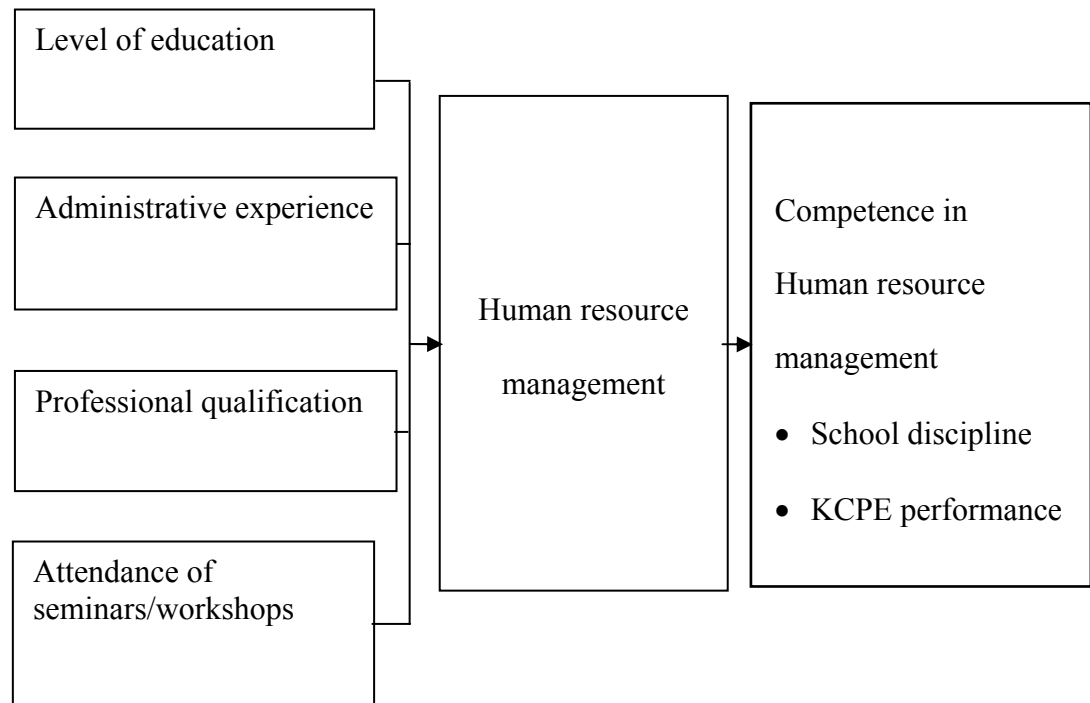 Level of education
Administrative experience
Professional qualification
Attendance of
seminars/workshops
Human resource
management
Competence in
Human resource
management
• School discipline
• KCPE performance